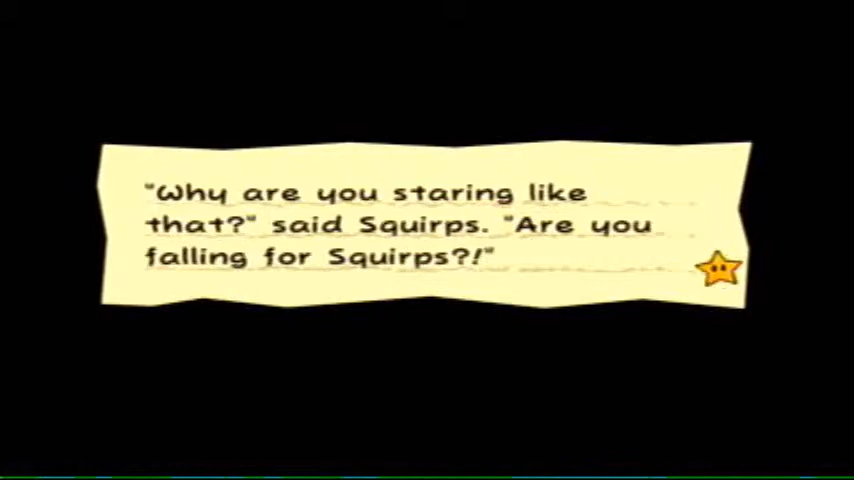 "Why are you staring like
that?" said Squirps. "Are you
falling for Squirps?!"